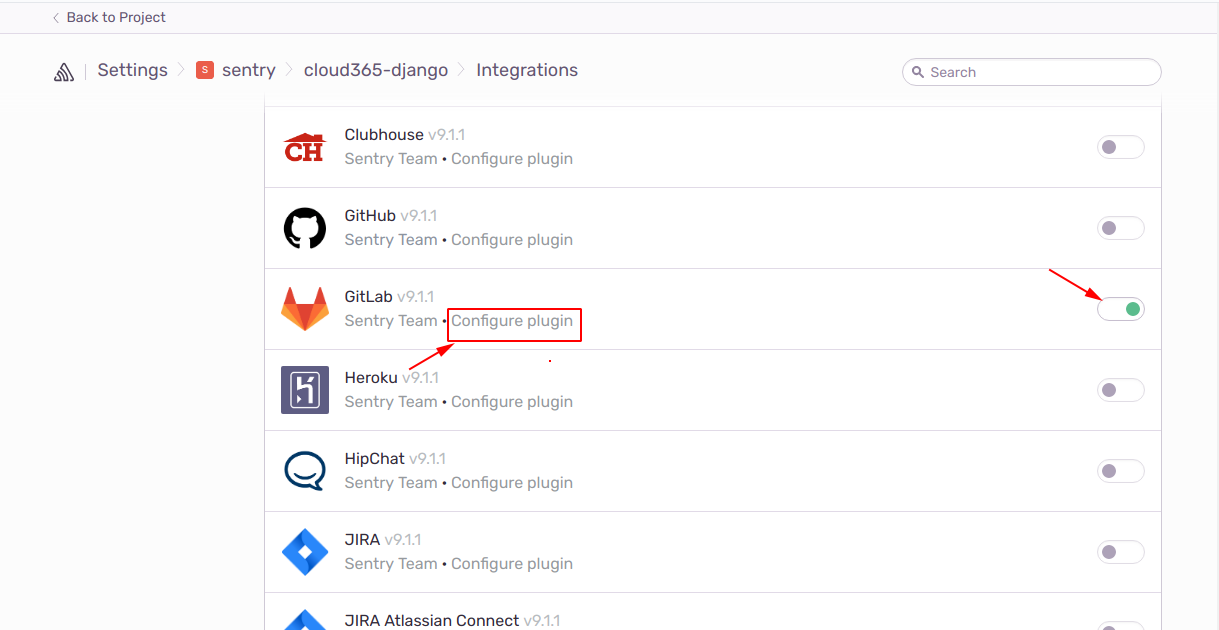 Back to Project
Settings S sentry cloud365-django Integrations
Search
Clubhouse v9.1.1
CH
Sentry Team • Configure plugin
GitHub v9.1.1
Sentry Team • Configure plugin
GitLab v9.1.1
Sentry Team • Configure plugin
Heroku v9.1.1
Sentry Team • Configure plugin
HipChat v9.1.1
Sentry Team • Configure plugin
JIRA v9.1.1
Sentry Team • Configure plugin
JIRA Atlassian Connect v9.1.1